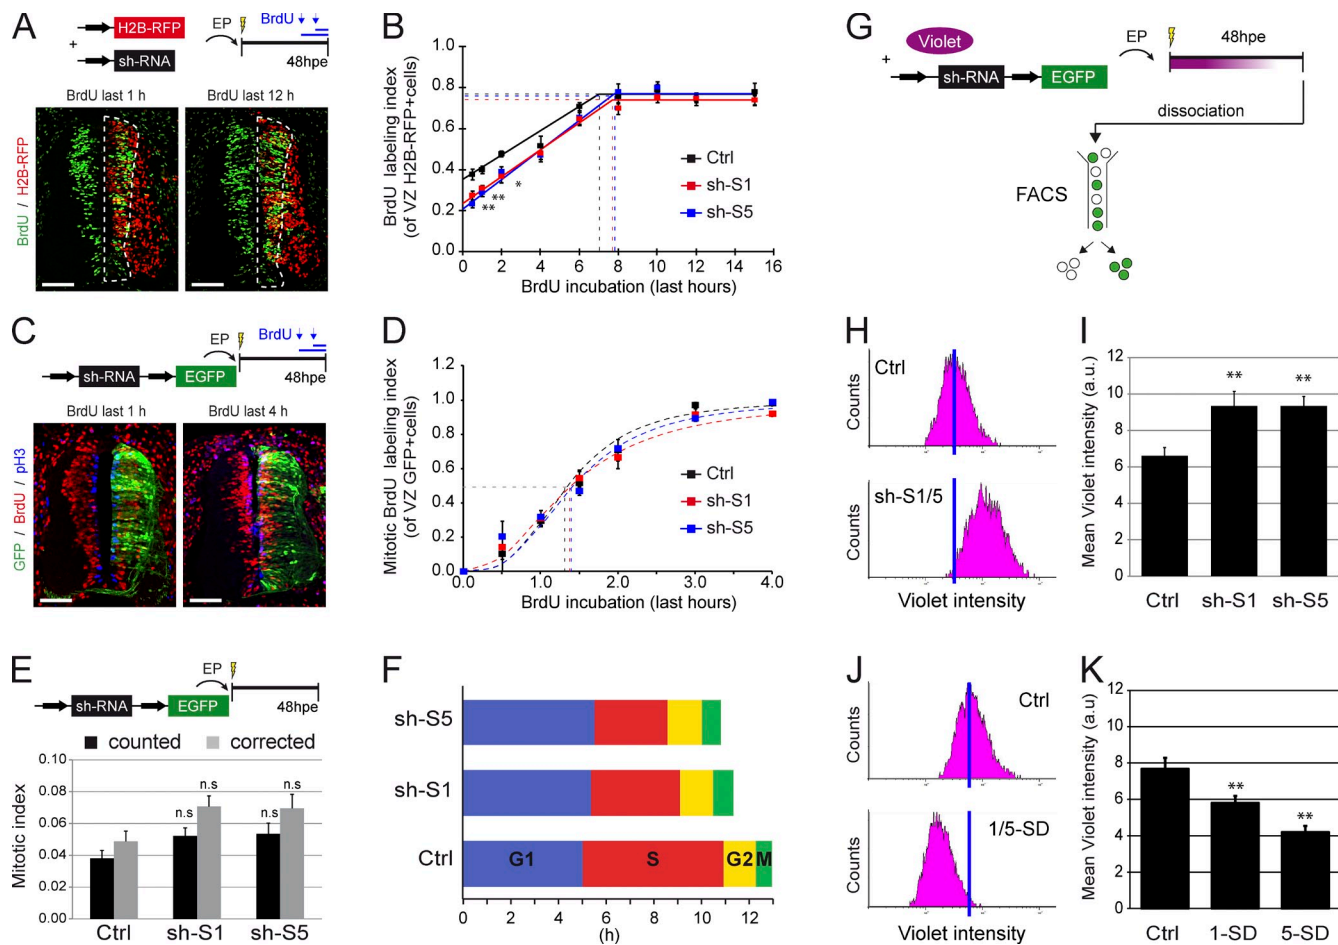 A
H2B-RFP
+
sh-RNA
EP
BrdU
48hpe
BrdU last 1 h
BrdU last 12 h
BrdU / H2B-RFP
B
BrdU labeling index
(of VZ H2B-RFP+cells)
1.0
0.8
0.6
0.4
0.2
0.0
**
**
*
Ctrl
sh-S1
sh-S5
0 2 4 6 8 10 12 14 16
BrdU incubation (last hours)
C
EP
BrdU
sh-RNA
EGFP
48hpe
BrdU last 1 h
BrdU last 4 h
GFP / BrdU / pH3
D
Mitotic BrdU labeling index
(of VZ GFP+cells)
1.2
1.0
0.8
0.6
0.4
0.2
0.0
Ctrl
sh-S1
sh-S5
0.0 1.0 2.0 3.0 4.0
BrdU incubation (last hours)
E
EP
sh-RNA
EGFP
48hpe
counted
corrected
Mitotic index
0.10
0.08
0.06
0.04
0.02
0.00
n.s
n.s
n.s
n.s
Ctrl sh-S1 sh-S5
F
sh-S5
sh-S1
Ctrl
G1 S G2 M
0 2 4 6 8 10 12
(h)
G
Violet
+
sh-RNA
EGFP
EP
48hpe
dissociation
FACS
H
Ctrl
Counts
sh-S1/5
Counts
Violet intensity
I
Mean Violet intensity (a.u.)
12
10
8
6
4
2
0
**
**
Ctrl sh-S1 sh-S5
J
Ctrl
Counts
1/5-SD
Counts
Violet intensity
K
Mean Violet intensity (a.u)
12
10
8
6
4
2
0
**
**
Ctrl 1-SD 5-SD